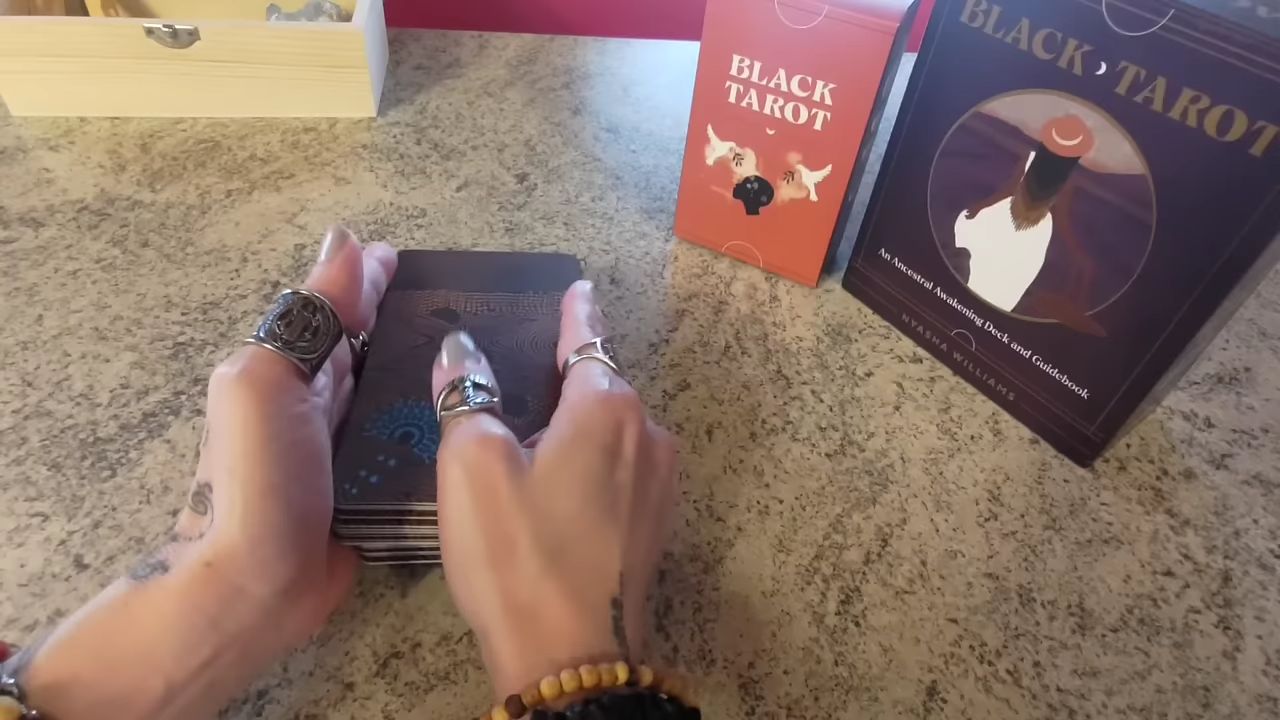 BLACK
TAROT
BLACK TAROT
An Ancestral Awakening Deck and Guidebook
NYASHA WILLIAMS